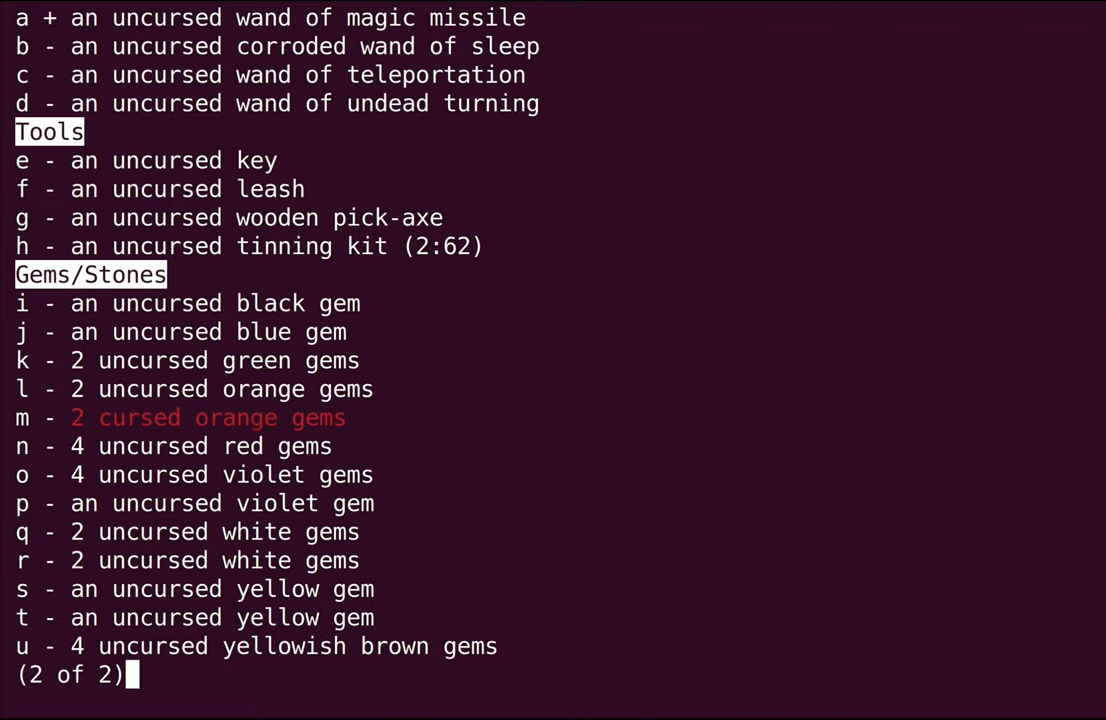 a + an uncursed wand of magic missile
b - an uncursed corroded wand of sleep
c - an uncursed wand of teleportation
d - an uncursed wand of undead turning
Tools
e - an uncursed key
f - an uncursed leash
g - an uncursed wooden pick-axe
h - an uncursed tinning kit (2:62)
Gems/Stones
i - an uncursed black gem
j - an uncursed blue gem
k - 2 uncursed green gems
l - 2 uncursed orange gems
m - 2 cursed orange gems
n - 4 uncursed red gems
o - 4 uncursed violet gems
p - an uncursed violet gem
q - 2 uncursed white gems
r - 2 uncursed white gems
s - an uncursed yellow gem
t - an uncursed yellow gem
u - 4 uncursed yellowish brown gems
(2 of 2)